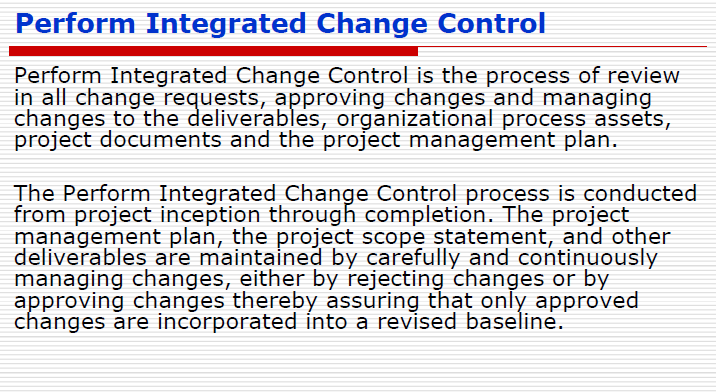 Perform Integrated Change Control
Perform Integrated Change Control is the process of review
in all change requests, approving changes and managing
changes to the deliverables, organizational process assets,
project documents and the project management plan.
The Perform Integrated Change Control process is conducted
from project inception through completion. The project
management plan, the project scope statement, and other
deliverables are maintained by carefully and continuously
managing changes, either by rejecting changes or by
approving changes thereby assuring that only approved
changes are incorporated into a revised baseline.